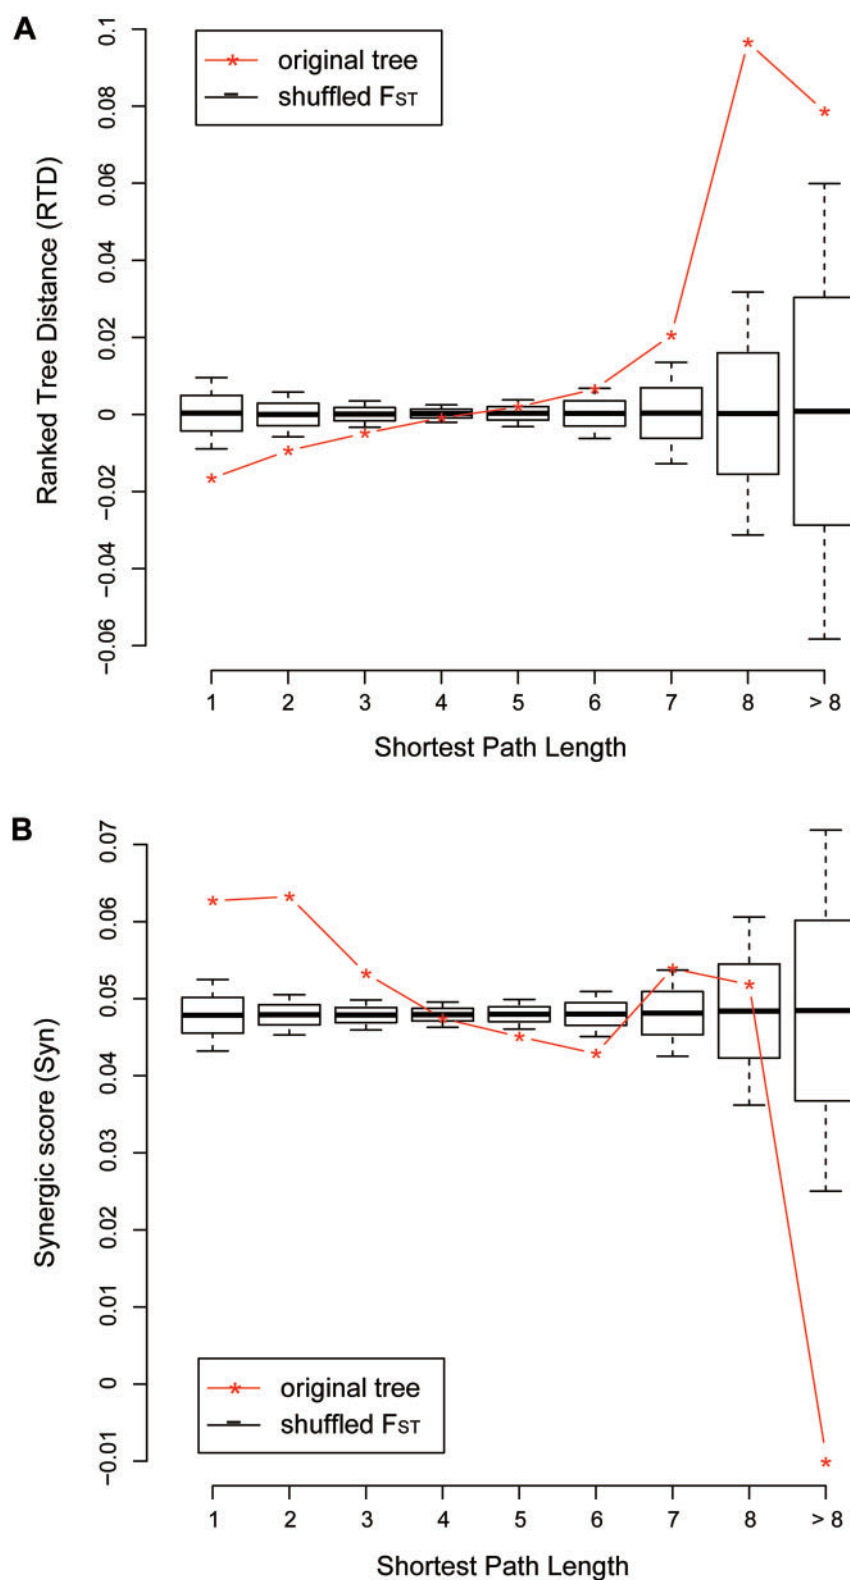 A
original tree
shuffled FST
Ranked Tree Distance (RTD)
0.1
0.08
0.06
0.04
0.02
0
−0.02
−0.04
−0.06
1 2 3 4 5 6 7 8 > 8
Shortest Path Length
B
Synergic score (Syn)
0.07
0.06
0.05
0.04
0.03
0.02
0.01
0
−0.01
original tree
shuffled FST
1 2 3 4 5 6 7 8 > 8
Shortest Path Length